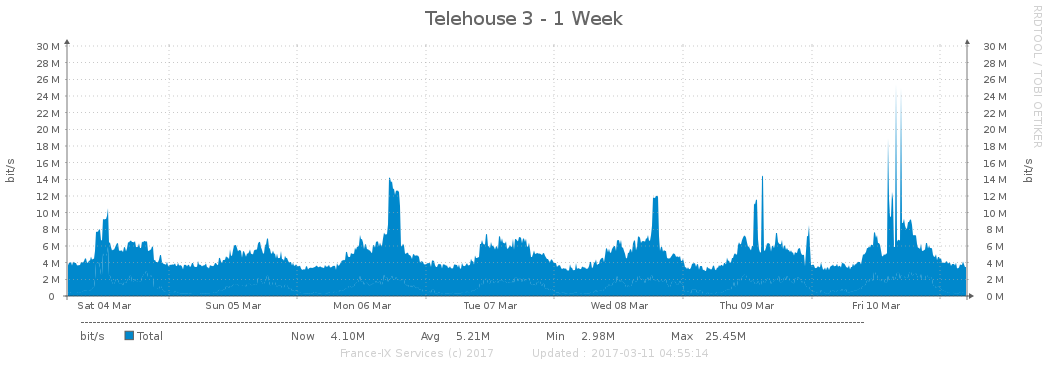 Telehouse 3 - 1 Week
RRDTOOL / TOBI OETIKER
30 M 30 M
28 M 28 M
26 M 26 M
24 M 24 M
22 M 22 M
20 M 20 M
18 M 18 M
16 M 16 M
14 M 14 M
12 M 12 M
10 M 10 M
8 M 8 M
6 M 6 M
4 M 4 M
2 M 2 M
0 0 M
bit/s bit/s
Sat 04 Mar Sun 05 Mar Mon 06 Mar Tue 07 Mar Wed 08 Mar Thu 09 Mar Fri 10 Mar
bit/s Total Now 4.10M Avg 5.21M Min 2.98M Max 25.45M
France-IX Services (c) 2017 Updated : 2017-03-11 04:55:14